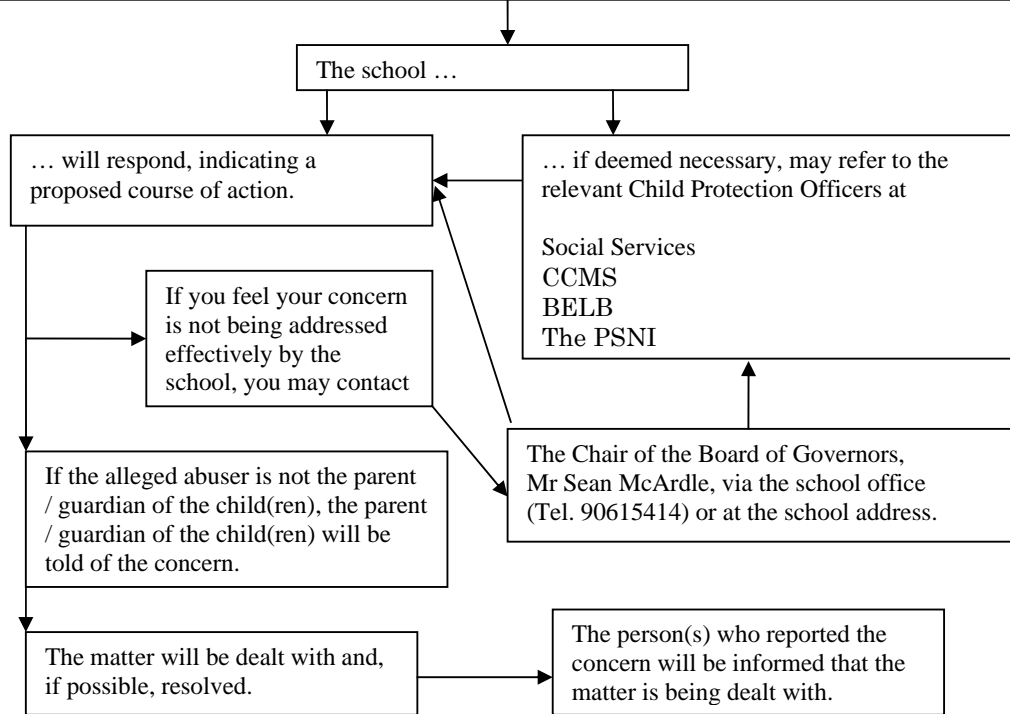 The school …
… will respond, indicating a
proposed course of action.
… if deemed necessary, may refer to the
relevant Child Protection Officers at
Social Services
CCMS
BELB
The PSNI
If you feel your concern
is not being addressed
effectively by the
school, you may contact
The Chair of the Board of Governors,
Mr Sean McArdle, via the school office
(Tel. 90615414) or at the school address.
If the alleged abuser is not the parent
/ guardian of the child(ren), the parent
/ guardian of the child(ren) will be
told of the concern.
The matter will be dealt with and,
if possible, resolved.
The person(s) who reported the
concern will be informed that the
matter is being dealt with.